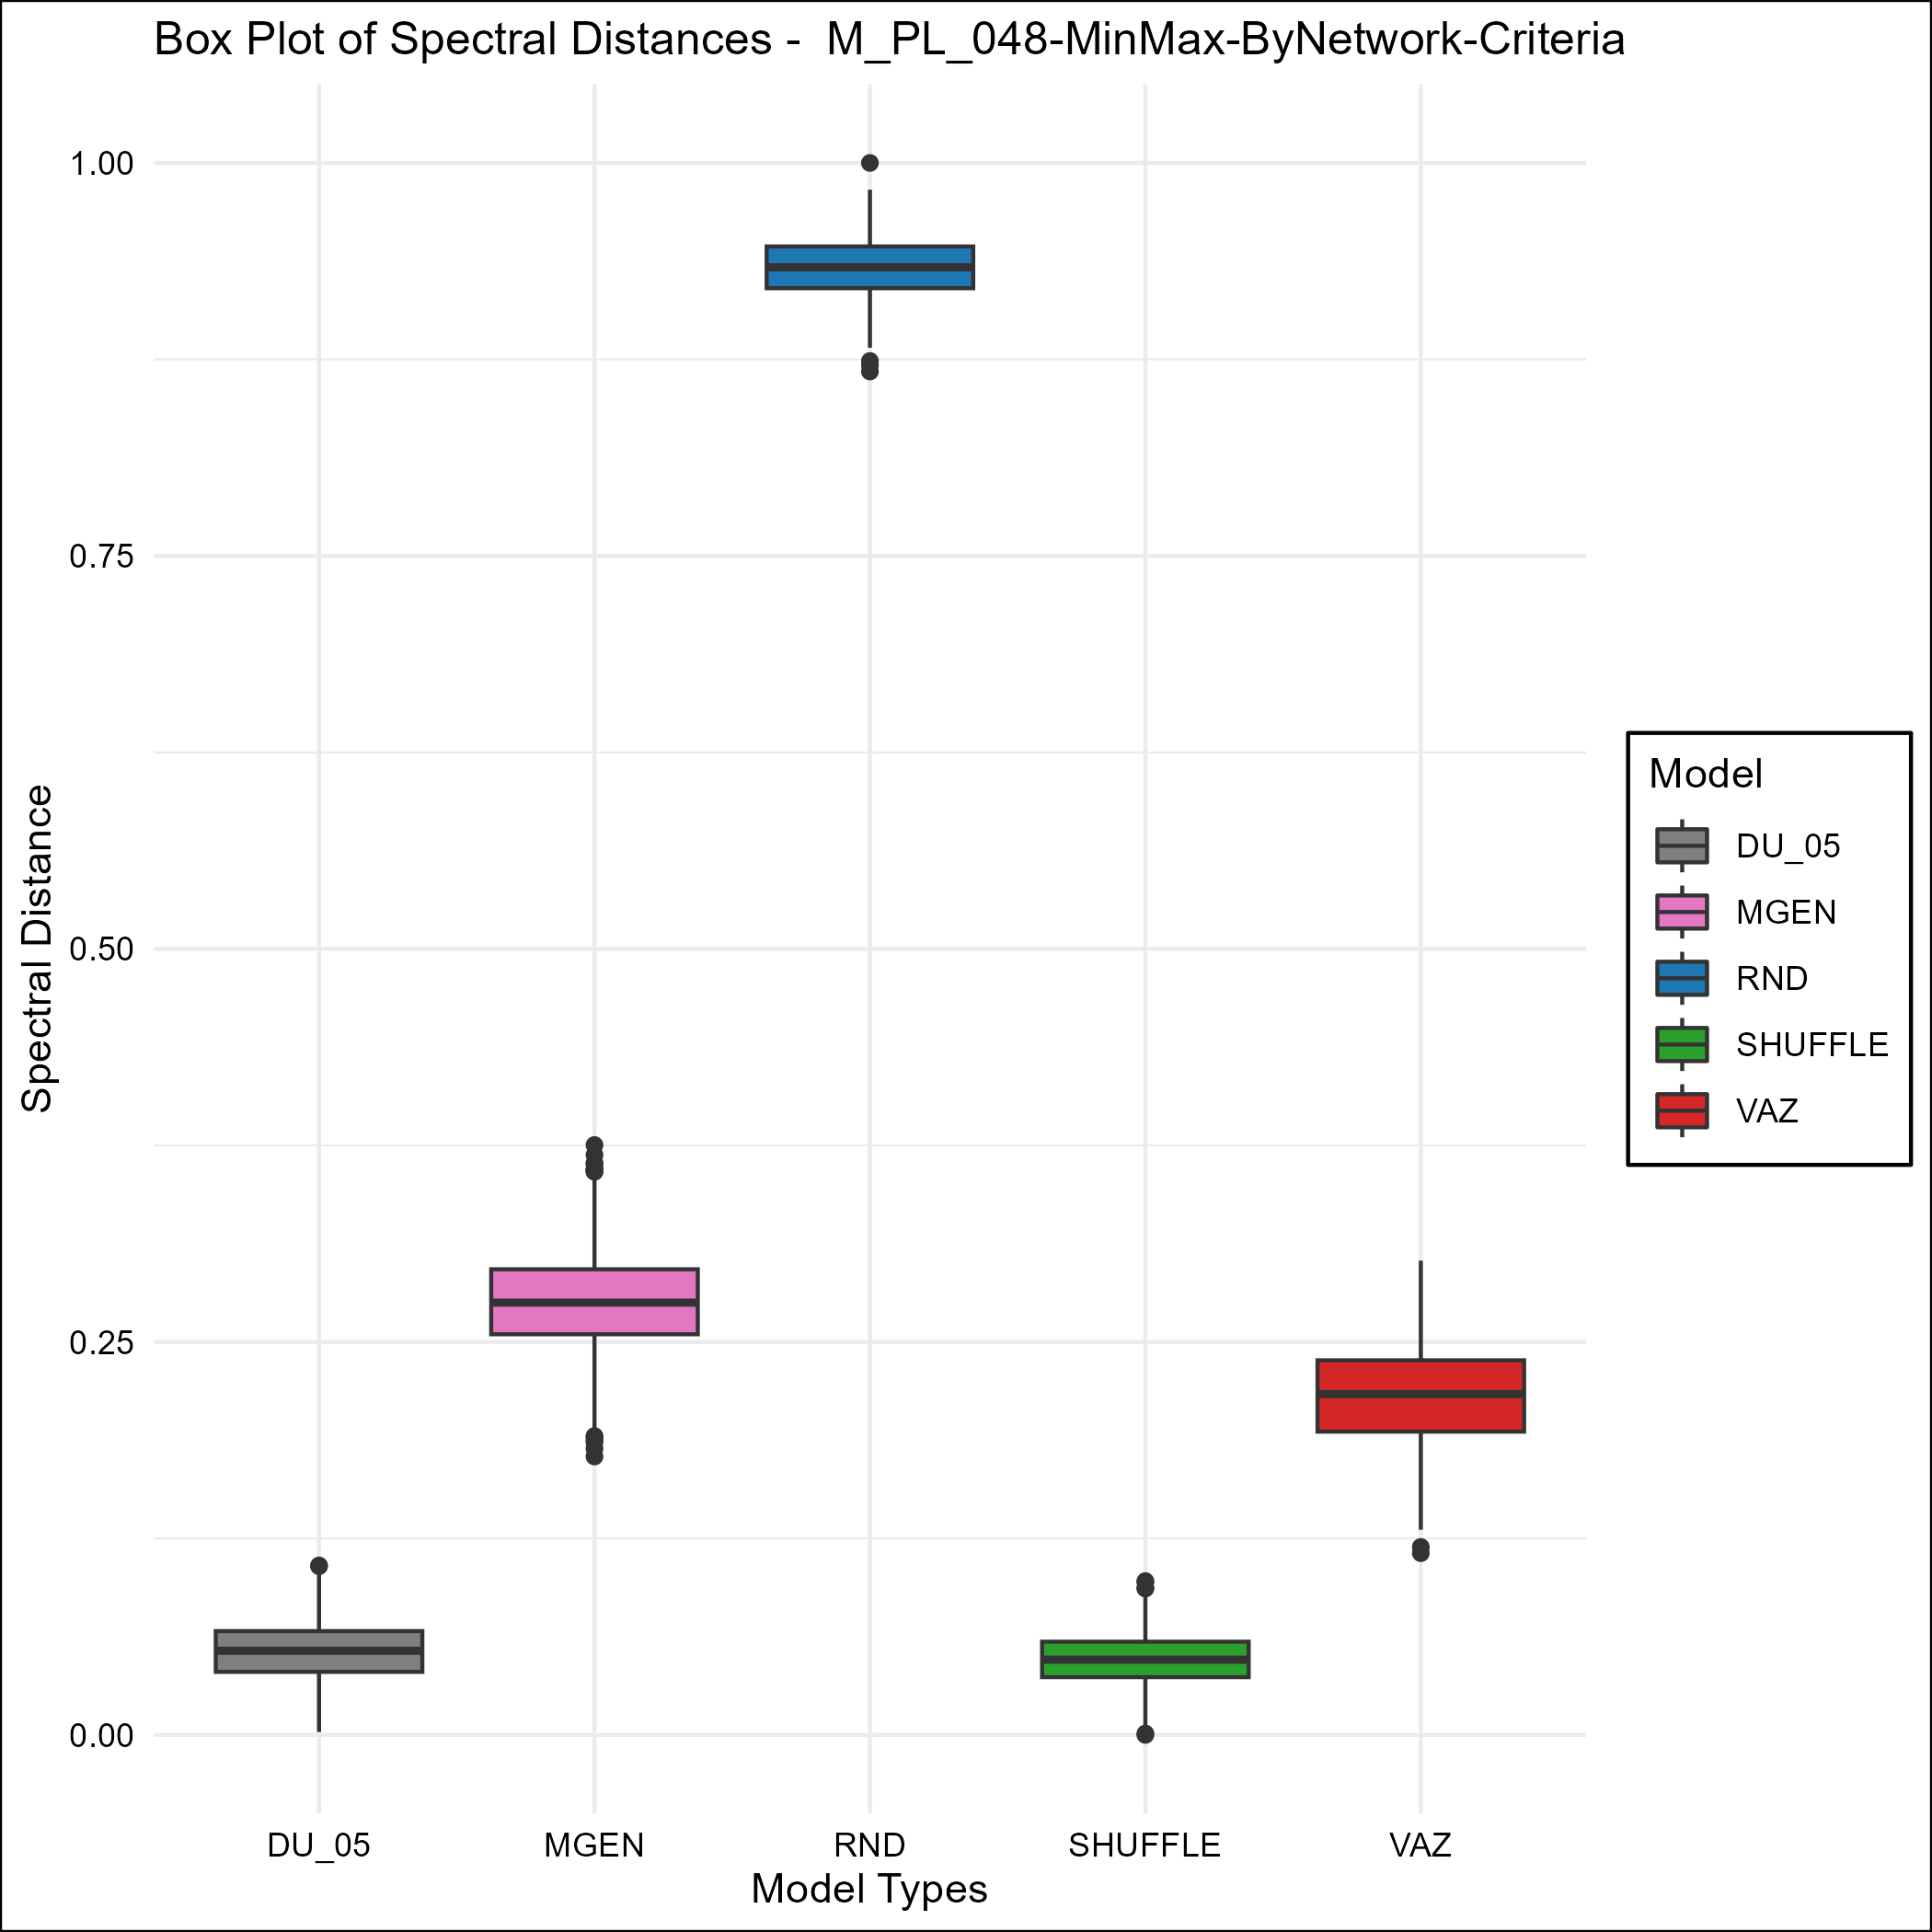 Box Plot of Spectral Distances -  M_PL_048-MinMax-ByNetwork-Criteria
1.00
0.75
0.50
0.25
0.00
Spectral Distance
DU_05
MGEN
RND
SHUFFLE
VAZ
Model Types
Model
DU_05
MGEN
RND
SHUFFLE
VAZ